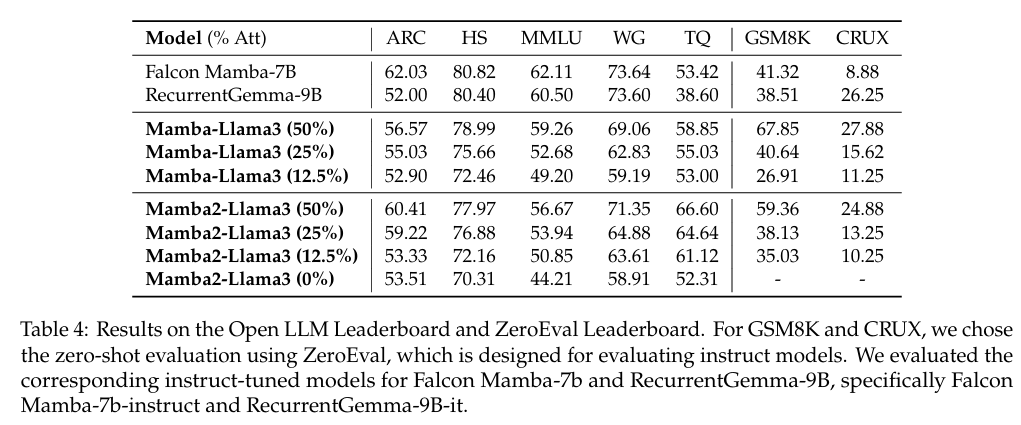 Model (% Att) ARC HS MMLU WG TQ GSM8K CRUX
Falcon Mamba-7B 62.03 80.82 62.11 73.64 53.42 41.32 8.88
RecurrentGemma-9B 52.00 80.40 60.50 73.60 38.60 38.51 26.25
Mamba-Llama3 (50%) 56.57 78.99 59.26 69.06 58.85 67.85 27.88
Mamba-Llama3 (25%) 55.03 75.66 52.68 62.83 55.03 40.64 15.62
Mamba-Llama3 (12.5%) 52.90 72.46 49.20 59.19 53.00 26.91 11.25
Mamba2-Llama3 (50%) 60.41 77.97 56.67 71.35 66.60 59.36 24.88
Mamba2-Llama3 (25%) 59.22 76.88 53.94 64.88 64.64 38.13 13.25
Mamba2-Llama3 (12.5%) 53.33 72.16 50.85 63.61 61.12 35.03 10.25
Mamba2-Llama3 (0%) 53.51 70.31 44.21 58.91 52.31 - -
Table 4: Results on the Open LLM Leaderboard and ZeroEval Leaderboard. For GSM8K and CRUX, we chose
the zero-shot evaluation using ZeroEval, which is designed for evaluating instruct models. We evaluated the
corresponding instruct-tuned models for Falcon Mamba-7b and RecurrentGemma-9B, specifically Falcon
Mamba-7b-instruct and RecurrentGemma-9B-it.